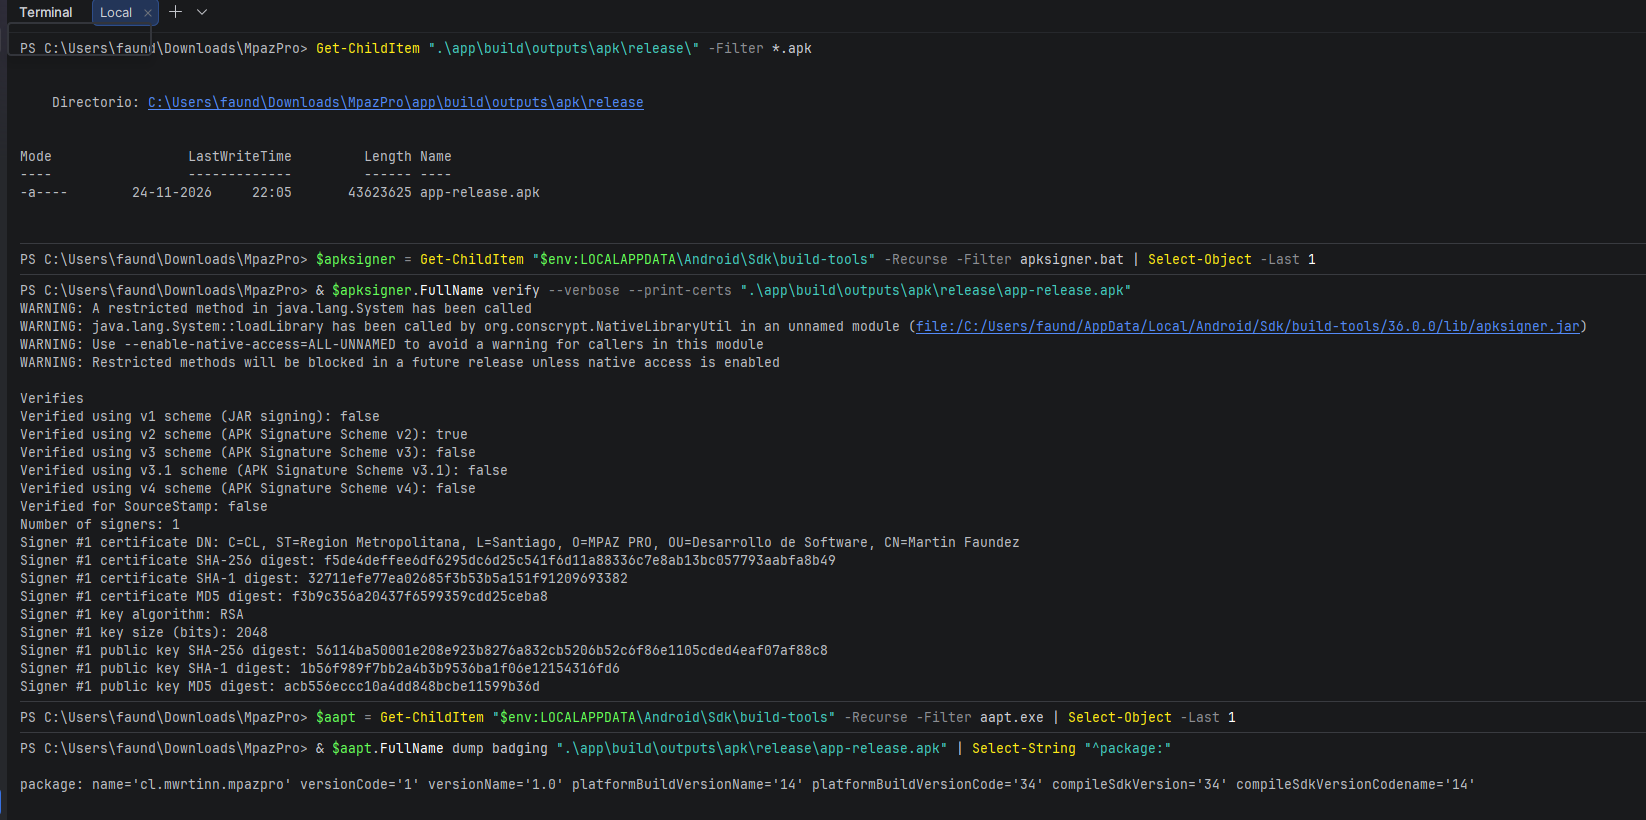 Terminal Local
PS C:\Users\faund\Downloads\MpazPro> Get-ChildItem ".\app\build\outputs\apk\release\" -Filter *.apk
Directorio: C:\Users\faund\Downloads\MpazPro\app\build\outputs\apk\release
Mode LastWriteTime Length Name
---- ------------- ------ ----
-a---- 24-11-2026 22:05 43623625 app-release.apk
PS C:\Users\faund\Downloads\MpazPro> $apksigner = Get-ChildItem "$env:LOCALAPPDATA\Android\Sdk\build-tools" -Recurse -Filter apksigner.bat | Select-Object -Last 1
PS C:\Users\faund\Downloads\MpazPro> & $apksigner.FullName verify --verbose --print-certs ".\app\build\outputs\apk\release\app-release.apk"
WARNING: A restricted method in java.lang.System has been called
WARNING: java.lang.System::loadLibrary has been called by org.conscrypt.NativeLibraryUtil in an unnamed module (file:/C:/Users/faund/AppData/Local/Android/Sdk/build-tools/36.0.0/lib/apksigner.jar)
WARNING: Use --enable-native-access=ALL-UNNAMED to avoid a warning for callers in this module
WARNING: Restricted methods will be blocked in a future release unless native access is enabled
Verifies
Verified using v1 scheme (JAR signing): false
Verified using v2 scheme (APK Signature Scheme v2): true
Verified using v3 scheme (APK Signature Scheme v3): false
Verified using v3.1 scheme (APK Signature Scheme v3.1): false
Verified using v4 scheme (APK Signature Scheme v4): false
Verified for SourceStamp: false
Number of signers: 1
Signer #1 certificate DN: C=CL, ST=Region Metropolitana, L=Santiago, O=MPAZ PRO, OU=Desarrollo de Software, CN=Martin Faundez
Signer #1 certificate SHA-256 digest: f5de4deffee6df6295dc6d25c541f6d11a88336c7e8ab13bc057793aabfa8b49
Signer #1 certificate SHA-1 digest: 32711efe77ea02685f3b53b5a151f91209693382
Signer #1 certificate MD5 digest: f3b9c356a20437f6599359cdd25ceba8
Signer #1 key algorithm: RSA
Signer #1 key size (bits): 2048
Signer #1 public key SHA-256 digest: 56114ba50001e208e923b8276a832cb5206b52c6f86e1105cded4eaf07af88c8
Signer #1 public key SHA-1 digest: 1b56f989f7bb2a4b3b9536ba1f06e12154316fd6
Signer #1 public key MD5 digest: acb556eccc10a4dd848bcbe11599b36d
PS C:\Users\faund\Downloads\MpazPro> $aapt = Get-ChildItem "$env:LOCALAPPDATA\Android\Sdk\build-tools" -Recurse -Filter aapt.exe | Select-Object -Last 1
PS C:\Users\faund\Downloads\MpazPro> & $aapt.FullName dump badging ".\app\build\outputs\apk\release\app-release.apk" | Select-String "^package:"
package: name='cl.mwrtinn.mpazpro' versionCode='1' versionName='1.0' platformBuildVersionName='14' platformBuildVersionCode='34' compileSdkVersion='34' compileSdkVersionCodename='14'